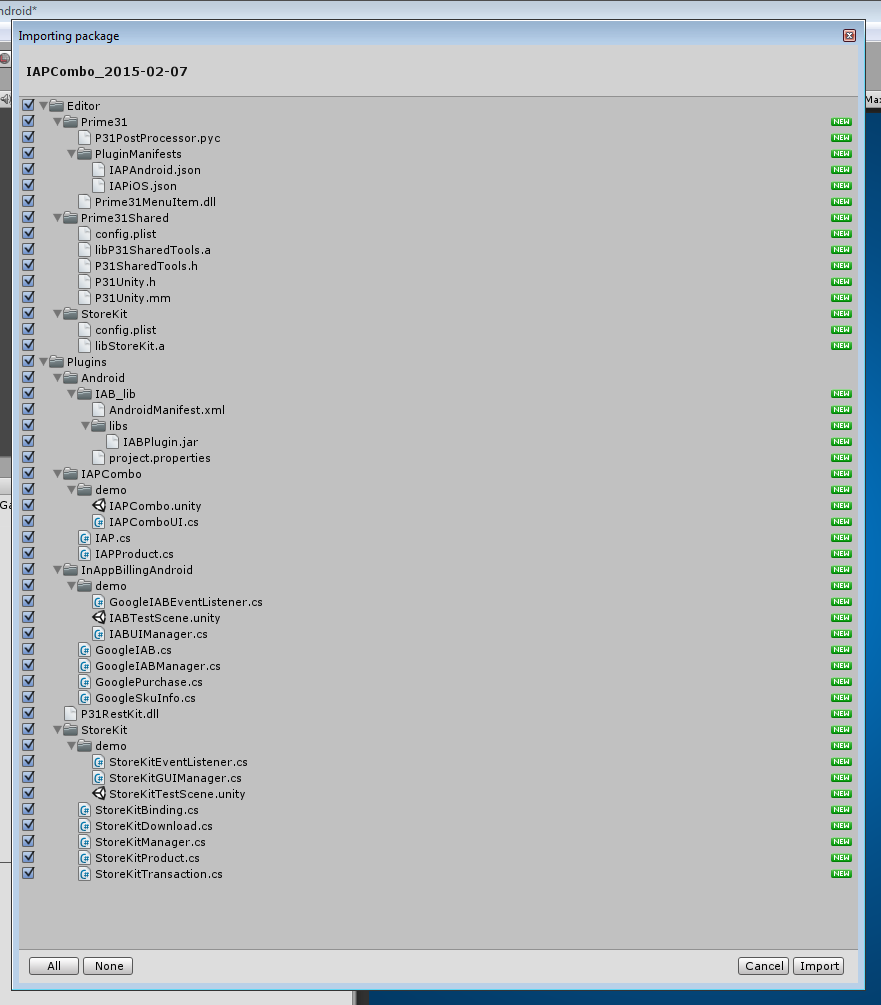 ndroid*
Importing package
IAPCombo_2015-02-07
Max
Editor
Prime31 NEW
P31PostProcessor.pyc NEW
PluginManifests NEW
IAPAndroid.json NEW
IAPiOS.json NEW
Prime31MenuItem.dll NEW
Prime31Shared NEW
config.plist NEW
libP31SharedTools.a NEW
P31SharedTools.h NEW
P31Unity.h NEW
P31Unity.mm NEW
StoreKit NEW
config.plist NEW
libStoreKit.a NEW
Plugins
Android
IAB_lib NEW
AndroidManifest.xml NEW
libs NEW
IABPlugin.jar NEW
project.properties NEW
IAPCombo NEW
demo NEW
IAPCombo.unity NEW
Ga
IAPComboUI.cs NEW
IAP.cs NEW
IAPProduct.cs NEW
InAppBillingAndroid NEW
demo NEW
GoogleIABEventListener.cs NEW
IABTestScene.unity NEW
IABUIManager.cs NEW
GoogleIAB.cs NEW
GoogleIABManager.cs NEW
GooglePurchase.cs NEW
GoogleSkuInfo.cs NEW
P31RestKit.dll NEW
StoreKit NEW
demo NEW
StoreKitEventListener.cs NEW
StoreKitGUIManager.cs NEW
StoreKitTestScene.unity NEW
StoreKitBinding.cs NEW
StoreKitDownload.cs NEW
StoreKitManager.cs NEW
StoreKitProduct.cs NEW
StoreKitTransaction.cs NEW
All None Cancel Import